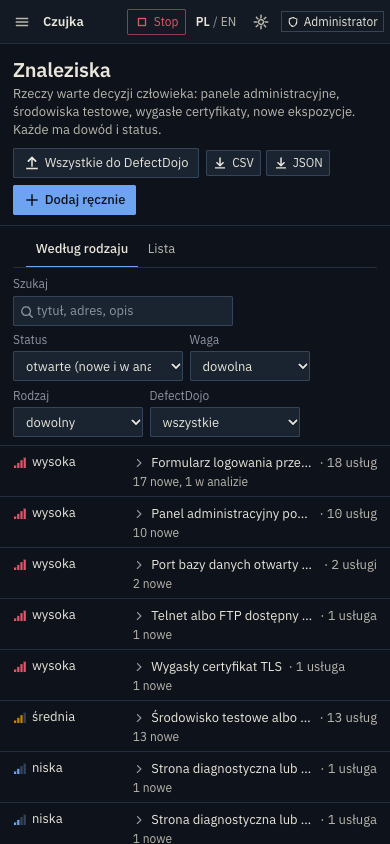 Czujka
Stop
PL / EN
Administrator
Znaleziska
Rzeczy warte decyzji człowieka: panele administracyjne,
środowiska testowe, wygasłe certyfikaty, nowe ekspozycje.
Każde ma dowód i status.
Wszystkie do DefectDojo
CSV
JSON
Dodaj ręcznie
Według rodzaju
Lista
Szukaj
tytuł, adres, opis
Status
Waga
otwarte (nowe i w ana
dowolna
Rodzaj
DefectDojo
dowolny
wszystkie
wysoka
Formularz logowania prze... · 18 usług
17 nowe, 1 w analizie
wysoka
Panel administracyjny po... · 10 usług
10 nowe
wysoka
Port bazy danych otwarty ... · 2 usługi
2 nowe
wysoka
Telnet albo FTP dostępny ... · 1 usługa
1 nowe
wysoka
Wygasły certyfikat TLS · 1 usługa
1 nowe
średnia
Środowisko testowe albo ... · 13 usług
13 nowe
niska
Strona diagnostyczna lub ... · 1 usługa
1 nowe
niska
Strona diagnostyczna lub ... · 1 usługa
1 nowe